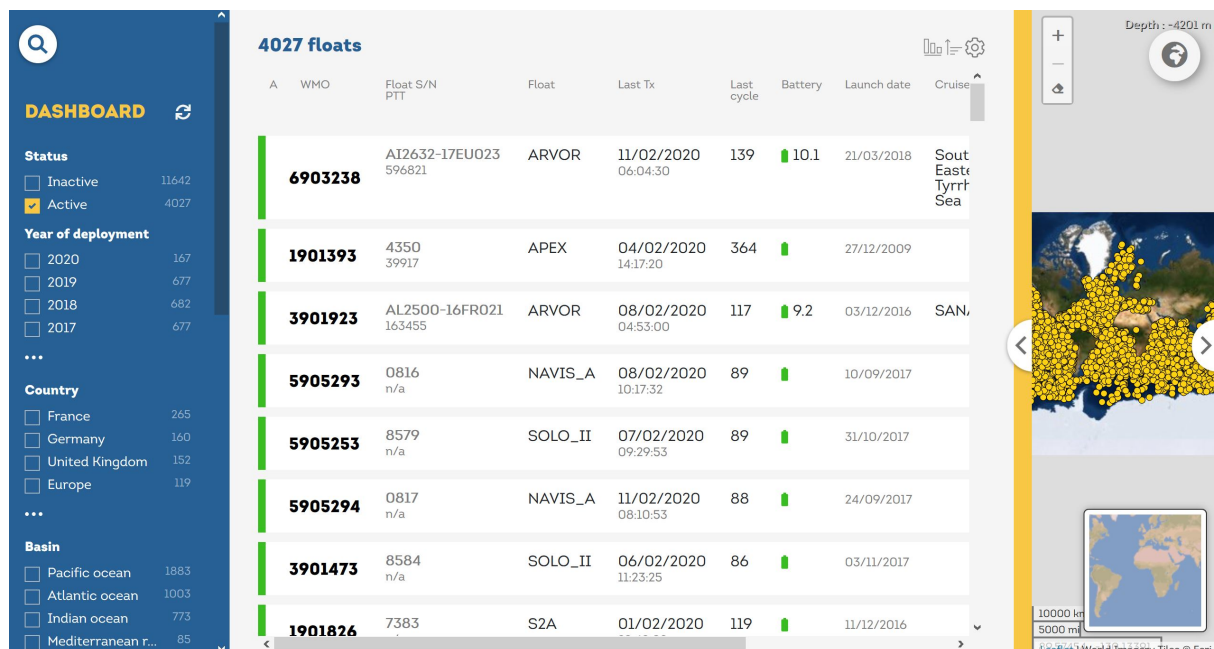 DASHBOARD
Status
Inactive 11642
Active 4027
Year of deployment
2020 167
2019 677
2018 682
2017 677
•••
Country
France 265
Germany 160
United Kingdom 152
Europe 119
•••
Basin
Pacific ocean 1883
Atlantic ocean 1003
Indian ocean 773
Mediterranean r... 85
4027 floats
A WMO Float S/N Float Last Tx Last Battery Launch date Cruise
PTT cycle
6903238 AI2632-17EU023 ARVOR 11/02/2020 139 10.1 21/03/2018 Sout
596821 06:04:30 Easte
Tyrrh
Sea
1901393 4350 APEX 04/02/2020 364 27/12/2009
39917 14:17:20
3901923 AL2500-16FR021 ARVOR 08/02/2020 117 9.2 03/12/2016 SAN
163455 04:53:00
5905293 0816 NAVIS_A 08/02/2020 89 10/09/2017
n/a 10:17:32
5905253 8579 SOLO_II 07/02/2020 89 31/10/2017
n/a 09:29:53
5905294 0817 NAVIS_A 11/02/2020 88 24/09/2017
n/a 08:10:53
3901473 8584 SOLO_II 06/02/2020 86 03/11/2017
n/a 11:23:25
1901826 7383 S2A 01/02/2020 119 11/12/2016
Depth : ~4201 m
+
−
10000 km
5000 mi
Leaflet | World Imagery: Tiles © Esri